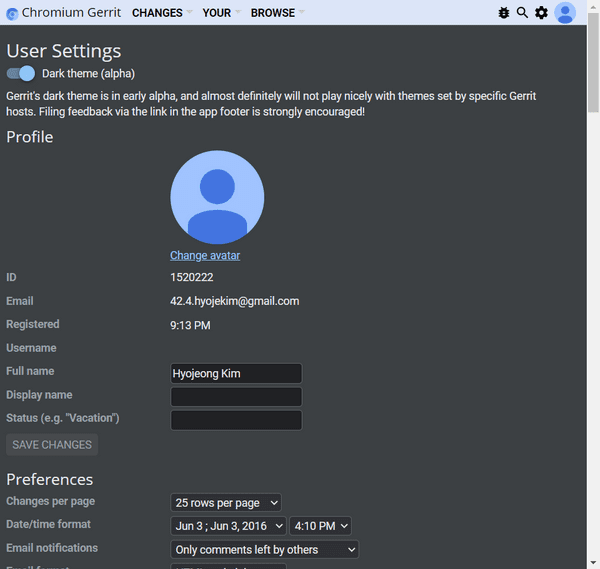 Chromium Gerrit CHANGES YOUR BROWSE
User Settings
Dark theme (alpha)
Gerrit's dark theme is in early alpha, and almost definitely will not play nicely with themes set by specific Gerrit
hosts. Filing feedback via the link in the app footer is strongly encouraged!
Profile
Change avatar
ID 1520222
Email 42.4.hyojekim@gmail.com
Registered 9:13 PM
Username
Full name Hyojeong Kim
Display name
Status (e.g. "Vacation")
SAVE CHANGES
Preferences
Changes per page 25 rows per page
Date/time format Jun 3 ; Jun 3, 2016 4:10 PM
Email notifications Only comments left by others
Email format